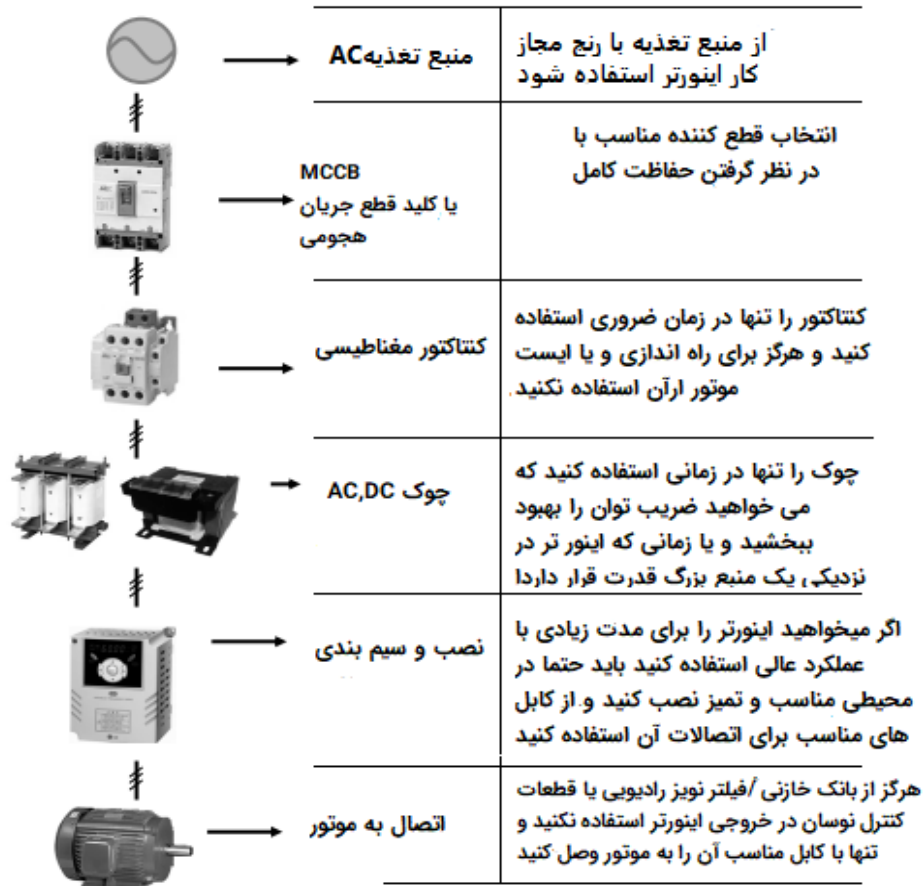 منبع تغذیهAC
از منبع تغذیه با رنج مجاز
کار اینورتر استفاده شود
MCCB
یا کلید قطع جریان
هجومی
انتخاب قطع کننده مناسب با
در نظر گرفتن حفاظت کامل
کنتاکتور مغناطیسی
کنتاکتور را تنها در زمان ضروری استفاده
کنید و هرگز برای راه اندازی و یا ایست
موتور ارآن استفاده نکنید.
چوک AC,DC
چوک را تنها در زمانی استفاده کنید که
می خواهید ضریب توان را بهبود
ببخشید و یا زمانی که اینور تر در
نزدیکی یک منبع بزرگ قدرت قرار داردا
نصب و سیم بندی
اگر میخواهید اینورتر را برای مدت زیادی با
عملکرد عالی استفاده کنید باید حتما در
محیطی مناسب و تمیز نصب کنید و از کابل
های مناسب برای اتصالات آن استفاده کنید
اتصال به موتور
هرگز از بانک خازنی /فیلتر نویز رادیویی یا قطعات
کنترل نوسان در خروجی اینورتر استفاده نکنید و
تنها با کابل مناسب آن را به موتور وصل کنید